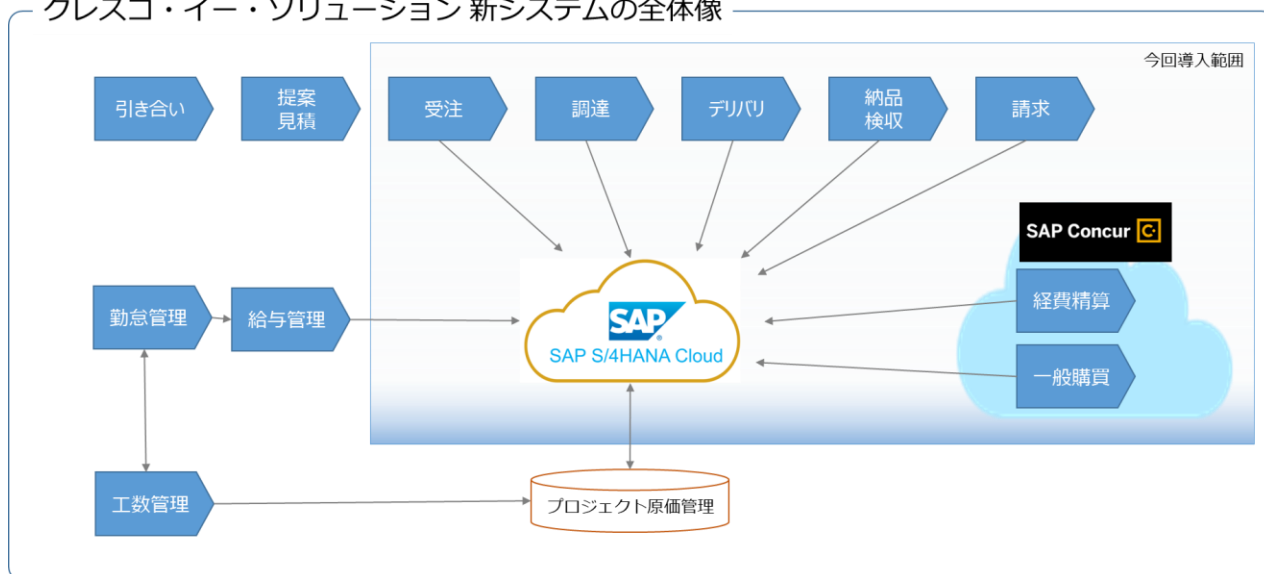 クレスコ・イー・ソリューション 新システムの全体像
今回導入範囲
引き合い
提案
見積
受注
調達
デリバリ
納品
検収
請求
SAP Concur C
経費精算
一般購買
勤怠管理
給与管理
SAP
SAP S/4HANA Cloud
工数管理
プロジェクト原価管理